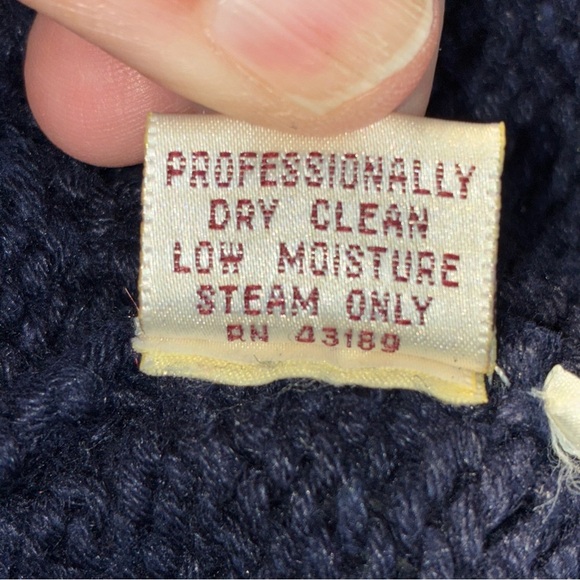 PROFESSIONALLY
DRY CLEAN
LOW MOISTURE
STEAM ONLY
RN 43189